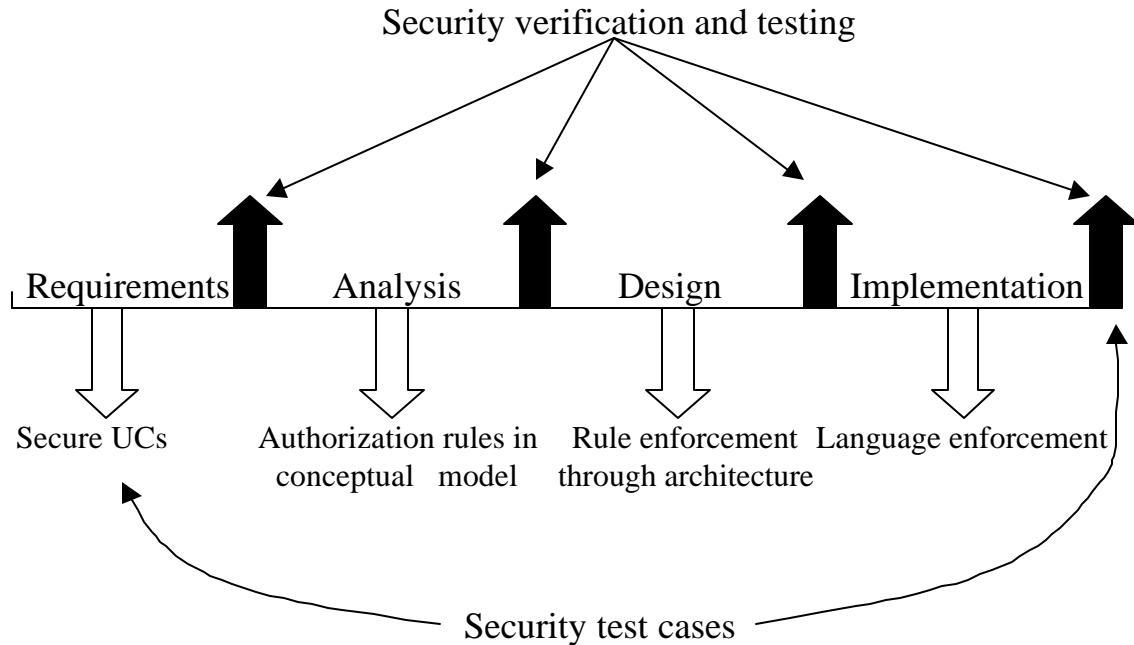 Security verification and testing
Requirements
Analysis
Design
Implementation
Secure UCs
Authorization rules in
conceptual model
Rule enforcement
through architecture
Language enforcement
Security test cases